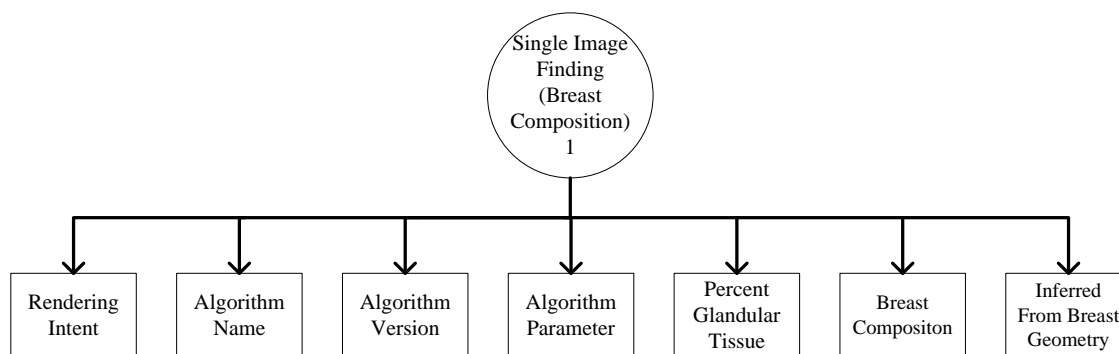 Single Image
Finding
(Breast
Composition)
1
Rendering
Intent
Algorithm
Name
Algorithm
Version
Algorithm
Parameter
Percent
Glandular
Tissue
Breast
Compositon
Inferred
From Breast
Geometry